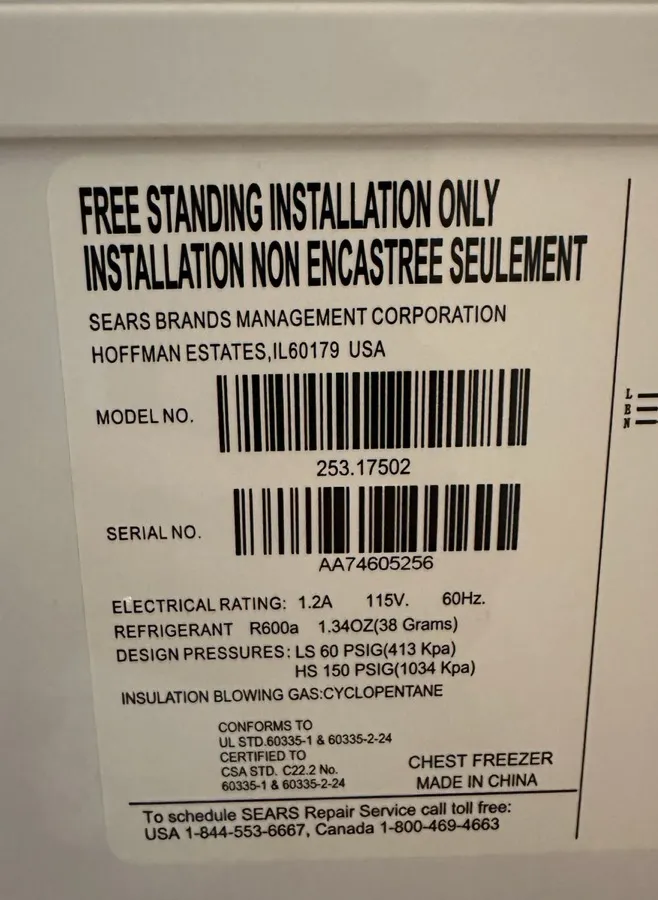 FREE STANDING INSTALLATION ONLY
INSTALLATION NON ENCASTREE SEULEMENT
SEARS BRANDS MANAGEMENT CORPORATION
HOFFMAN ESTATES,IL60179 USA
MODEL NO.
253.17502
SERIAL NO.
AA74605256
ELECTRICAL RATING: 1.2A 115V. 60Hz.
REFRIGERANT R600a 1.34OZ(38 Grams)
DESIGN PRESSURES: LS 60 PSIG(413 Kpa)
HS 150 PSIG(1034 Kpa)
INSULATION BLOWING GAS:CYCLOPENTANE
CONFORMS TO
UL STD.60335-1 & 60335-2-24
CERTIFIED TO
CSA STD. C22.2 No.
60335-1 & 60335-2-24
CHEST FREEZER
MADE IN CHINA
To schedule SEARS Repair Service call toll free:
USA 1-844-553-6667, Canada 1-800-469-4663
L
E
N